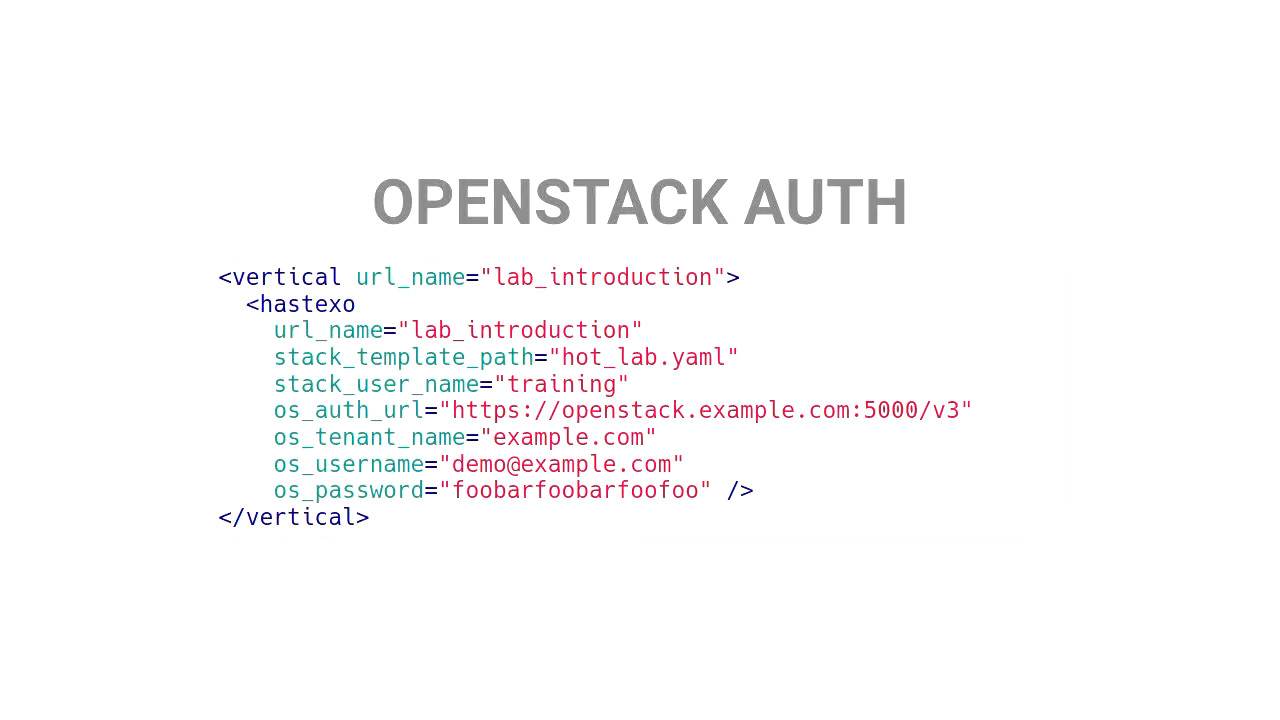 OPENSTACK AUTH
<vertical url_name="lab_introduction">
  <hastexo
    url_name="lab_introduction"
    stack_template_path="hot_lab.yaml"
    stack_user_name="training"
    os_auth_url="https://openstack.example.com:5000/v3"
    os_tenant_name="example.com"
    os_username="demo@example.com"
    os_password="foobarfoobarfoofoo" />
</vertical>